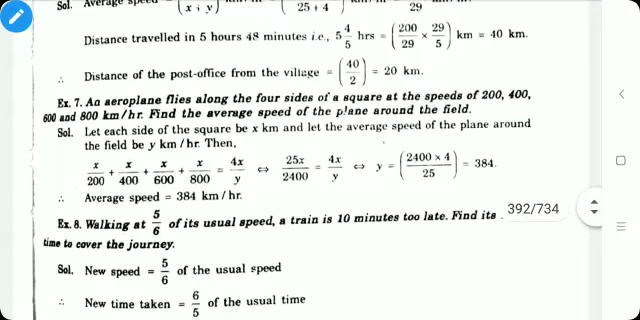 Sol. Average speed = ( x + y ) ( 25 + 4 ) 29
Distance travelled in 5 hours 48 minutes i.e., 5 4/5 hrs = (200/29 × 29/5) km = 40 km.
∴ Distance of the post-office from the village = (40/2) = 20 km.
Ex. 7. An aeroplane flies along the four sides of a square at the speeds of 200, 400,
600 and 800 km/hr. Find the average speed of the plane around the field.
Sol. Let each side of the square be x km and let the average speed of the plane around
the field be y km/hr. Then,
x/200 + x/400 + x/600 + x/800 = 4x/y ⇔ 25x/2400 = 4x/y ⇔ y = (2400 × 4/25) = 384.
∴ Average speed = 384 km/hr.
Ex. 8. Walking at 5/6 of its usual speed, a train is 10 minutes too late. Find its
392/734
time to cover the journey.
Sol. New speed = 5/6 of the usual speed
∴ New time taken = 6/5 of the usual time